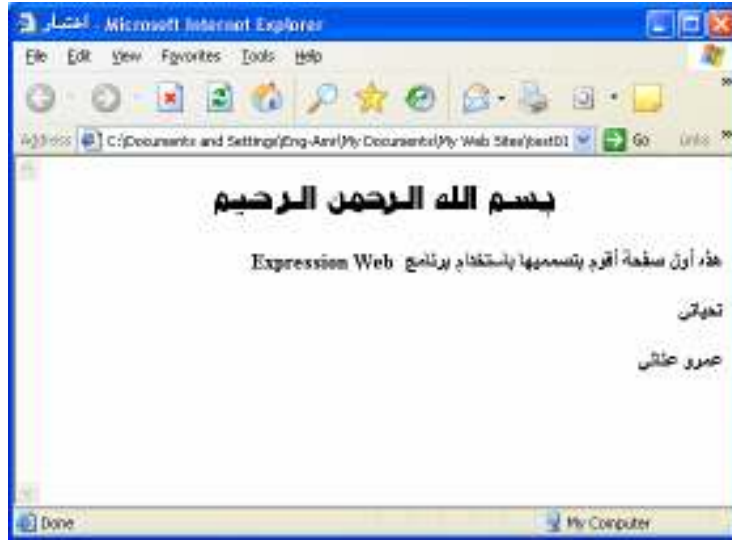 اختبار - Microsoft Internet Explorer
File Edit View Favorites Tools Help
Address C:\Documents and Settings\Eng-Amr\My Documents\My Web Sites\test01 Go Links
بسم الله الرحمن الرحيم
هذه أول صفحة أقوم بتصميمها باستخدام برنامج Expression Web
تحياتى
عمرو
Done My Computer